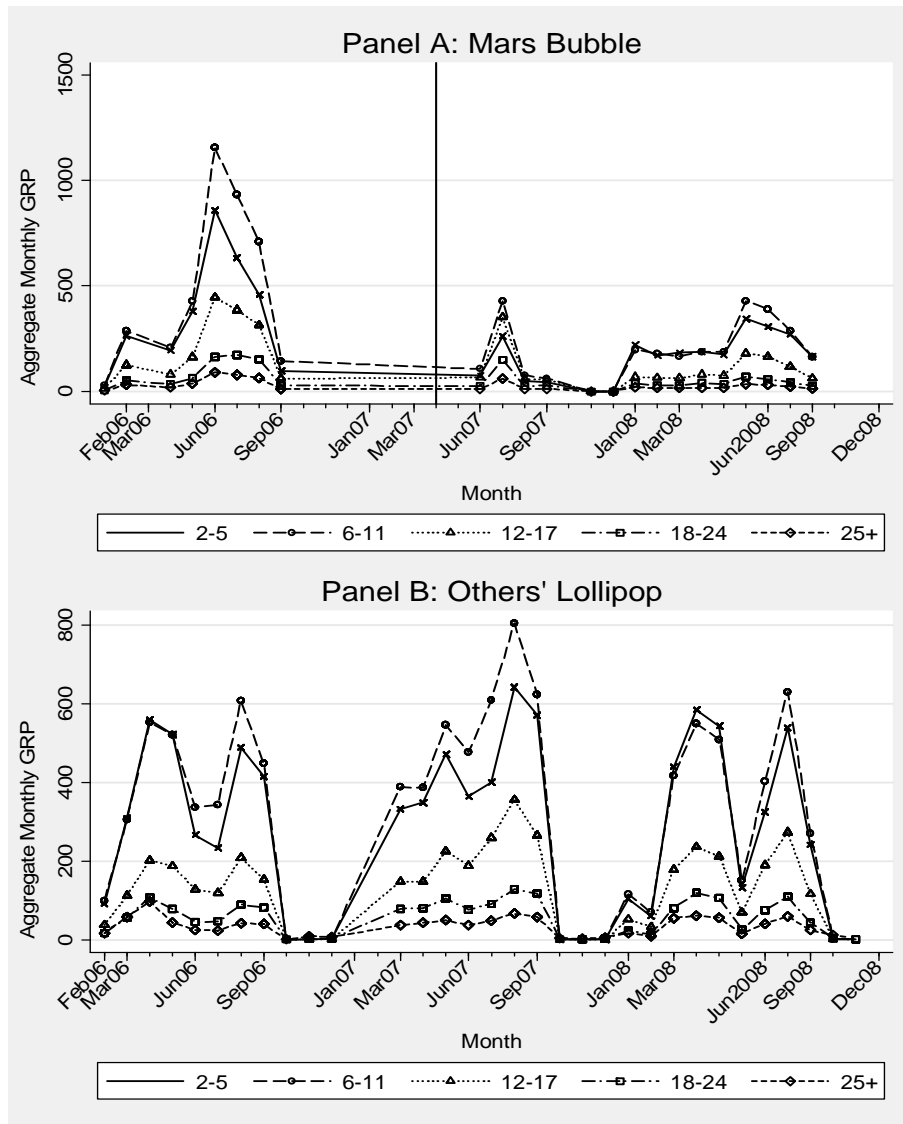 Panel A: Mars Bubble
Aggregate Monthly GRP
1500
1000
500
0
Feb06 Mar06 Jun06 Sep06 Jan07 Mar07 Jun07 Sep07 Jan08 Mar08 Jun2008 Sep08 Dec08
Month
2-5 6-11 12-17 18-24 25+
Panel B: Others' Lollipop
Aggregate Monthly GRP
800
600
400
200
0
Feb06 Mar06 Jun06 Sep06 Jan07 Mar07 Jun07 Sep07 Jan08 Mar08 Jun2008 Sep08 Dec08
Month
2-5 6-11 12-17 18-24 25+